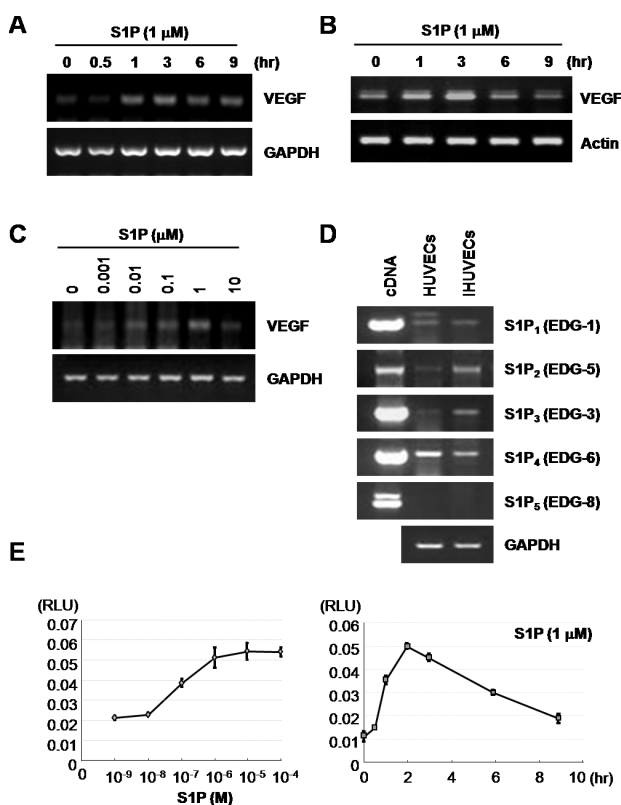 A
S1P (1 μM)
0 0.5 1 3 6 9 (hr)
VEGF
GAPDH
B
S1P (1 μM)
0 1 3 6 9 (hr)
VEGF
Actin
C
S1P (μM)
0 0.001 0.01 0.1 1 10
VEGF
GAPDH
D
cDNA HUVECs IHUVECs
S1P1 (EDG-1)
S1P2 (EDG-5)
S1P3 (EDG-3)
S1P4 (EDG-6)
S1P5 (EDG-8)
GAPDH
E
(RLU)
0.07
0.06
0.05
0.04
0.03
0.02
0.01
0 10-9 10-8 10-7 10-6 10-5 10-4
S1P (M)
(RLU)
S1P (1 μM)
0.06
0.05
0.04
0.03
0.02
0.01
0
0 2 4 6 8 10 (hr)